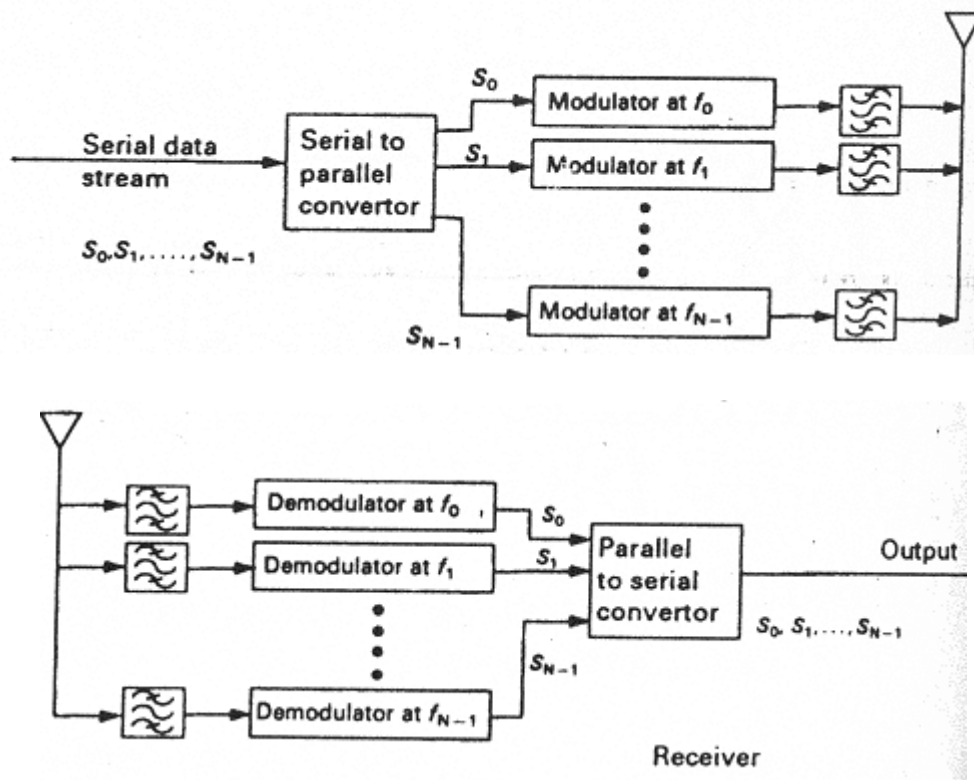 Serial data
stream
S0,S1,.....,SN−1
Serial to
parallel
convertor
S0
S1
SN−1
Modulator at f0
Modulator at f1
Modulator at fN−1
Demodulator at f0
Demodulator at f1
Demodulator at fN−1
S0
S1
SN−1
Parallel
to serial
convertor
Output
S0, S1,...., SN−1
Receiver